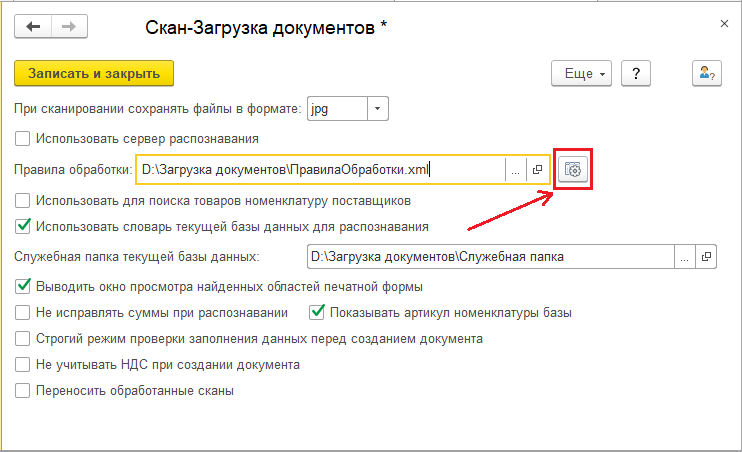 Скан-Загрузка документов *
Записать и закрыть
Еще
?
При сканировании сохранять файлы в формате: jpg
Использовать сервер распознавания
Правила обработки: D:\Загрузка документов\ПравилаОбработки.xml ...
Использовать для поиска товаров номенклатуру поставщиков
Использовать словарь текущей базы данных для распознавания
Служебная папка текущей базы данных: D:\Загрузка документов\Служебная папка ...
Выводить окно просмотра найденных областей печатной формы
Не исправлять суммы при распознавании Показывать артикул номенклатуры базы
Строгий режим проверки заполнения данных перед созданием документа
Не учитывать НДС при создании документа
Переносить обработанные сканы